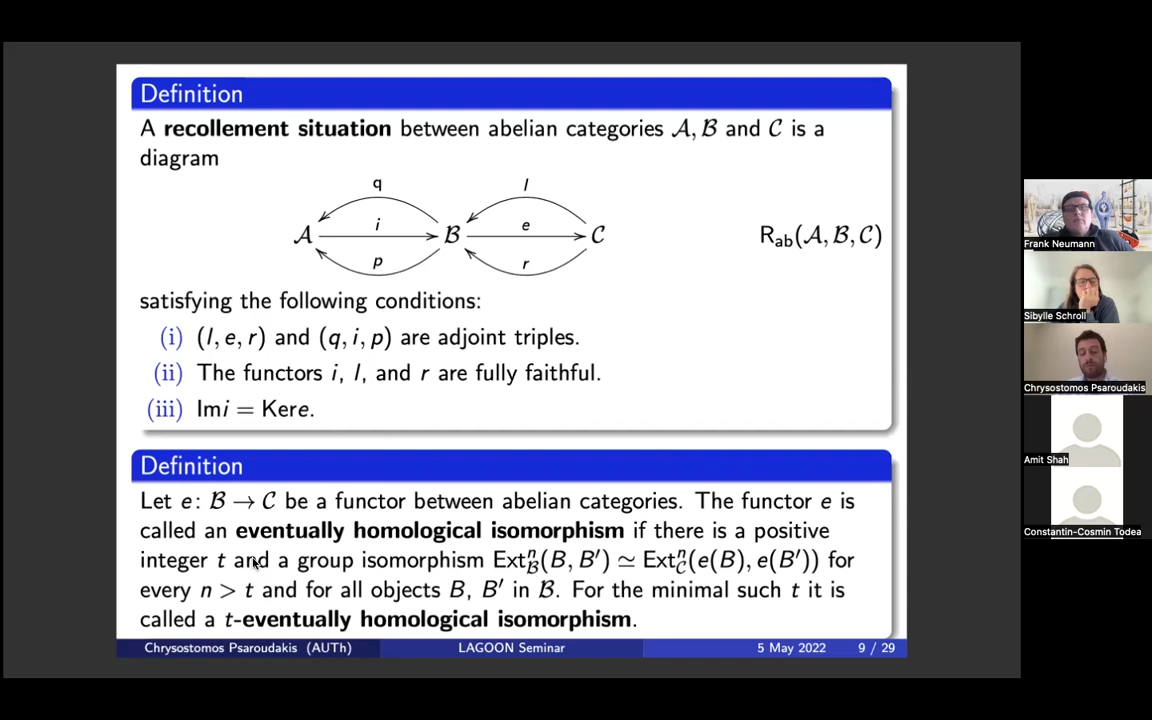 Definition
A recollement situation between abelian categories 𝒜, ℬ and 𝒞 is a
diagram
q l
𝒜 i ℬ e 𝒞 R_ab(𝒜, ℬ, 𝒞)
p r
satisfying the following conditions:
(i) (l, e, r) and (q, i, p) are adjoint triples.
(ii) The functors i, l, and r are fully faithful.
(iii) Im i = Ker e.
Definition
Let e: ℬ → 𝒞 be a functor between abelian categories. The functor e is
called an eventually homological isomorphism if there is a positive
integer t and a group isomorphism Ext^n_ℬ(B, B′) ≃ Ext^n_𝒞(e(B), e(B′)) for
every n > t and for all objects B, B′ in ℬ. For the minimal such t it is
called a t-eventually homological isomorphism.
Chrysostomos Psaroudakis (AUTh) LAGOON Seminar 5 May 2022 9 / 29
Frank Neumann
Sibylle Schroll
Chrysostomos Psaroudakis
Amit Shah
Constantin-Cosmin Todea